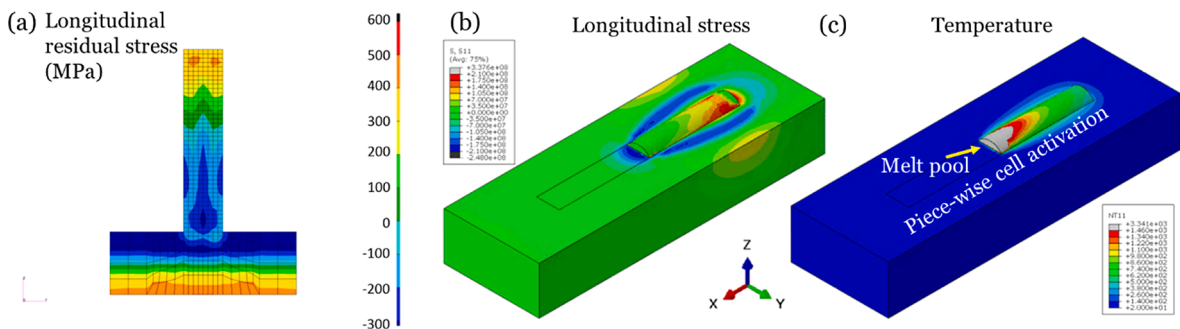 (a) Longitudinal
residual stress
(MPa)
600
500
400
300
200
100
0
-100
-200
-300
(b)
Longitudinal stress
S, S11
(Avg: 75%)
+3.376e+08
+2.100e+08
+1.750e+08
+1.400e+08
+1.050e+08
+7.000e+07
+3.500e+07
+0.000e+00
-3.500e+07
-7.000e+07
-1.050e+08
-1.400e+08
-1.750e+08
-2.100e+08
-2.480e+08
Z
X
Y
(c)
Temperature
Melt pool
Piece-wise cell activation
NT11
+3.341e+03
+1.460e+03
+1.340e+03
+1.220e+03
+1.100e+03
+9.800e+02
+8.600e+02
+7.400e+02
+6.200e+02
+5.000e+02
+3.800e+02
+2.600e+02
+1.400e+02
+2.000e+01